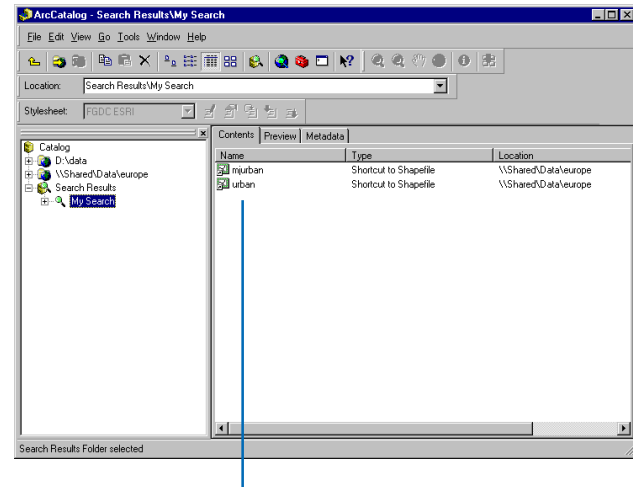 ArcCatalog - Search Results\My Search
File Edit View Go Tools Window Help
Location: Search Results\My Search
Stylesheet: FGDC ESRI
Contents Preview Metadata
Catalog
D:\data
\\Shared\Data\europe
Search Results
My Search
Name Type Location
mjurban Shortcut to Shapefile \\Shared\Data\europe
urban Shortcut to Shapefile \\Shared\Data\europe
Search Results Folder selected